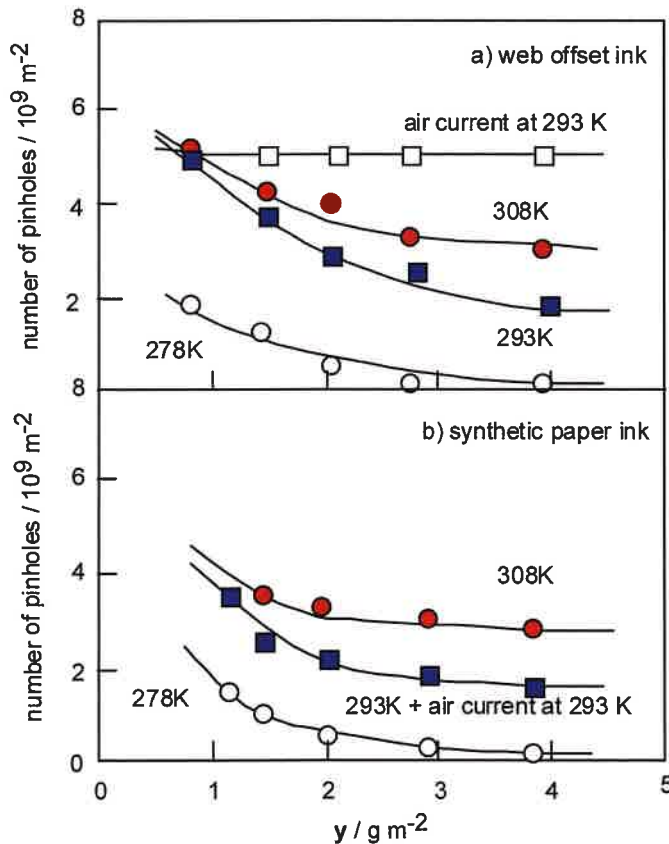 8
a) web offset ink
air current at 293 K
6
308K
4
number of pinholes / 10⁹ m⁻²
2
293K
278K
8
b) synthetic paper ink
6
308K
4
number of pinholes / 10⁹ m⁻²
2
278K
293K + air current at 293 K
0
0 1 2 3 4 5
y / g m⁻²